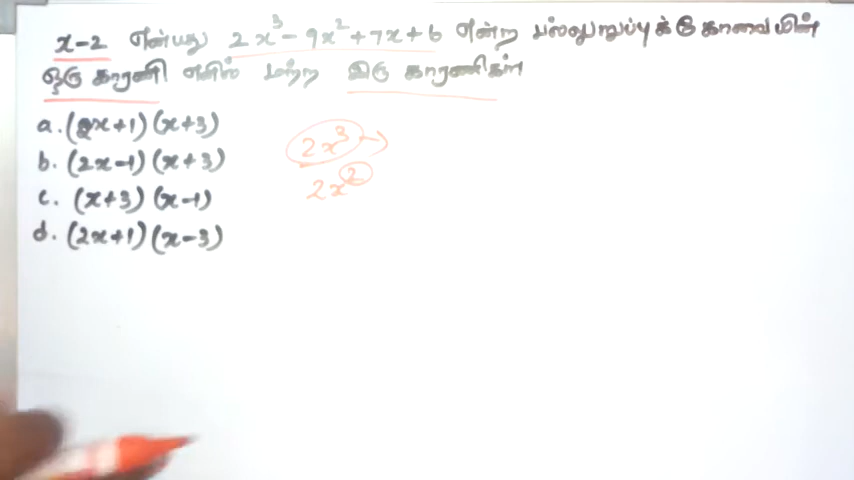 x-2 என்பது 2x³ - 9x² + 7x + 6 என்ற பல்லுறுப்புக் கோவையின்
ஒரு காரணி எனில் மற்ற இரு காரணிகள்
a. (2x+1) (x+3)
2x³ →
b. (2x-1) (x+3)
2x²
c. (x+3) (x-1)
d. (2x+1) (x-3)